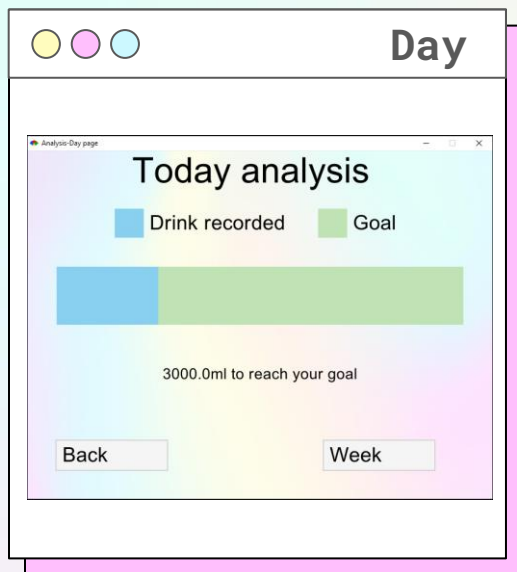 Day
Analysis-Day page
Today analysis
Drink recorded Goal
3000.0ml to reach your goal
Back Week